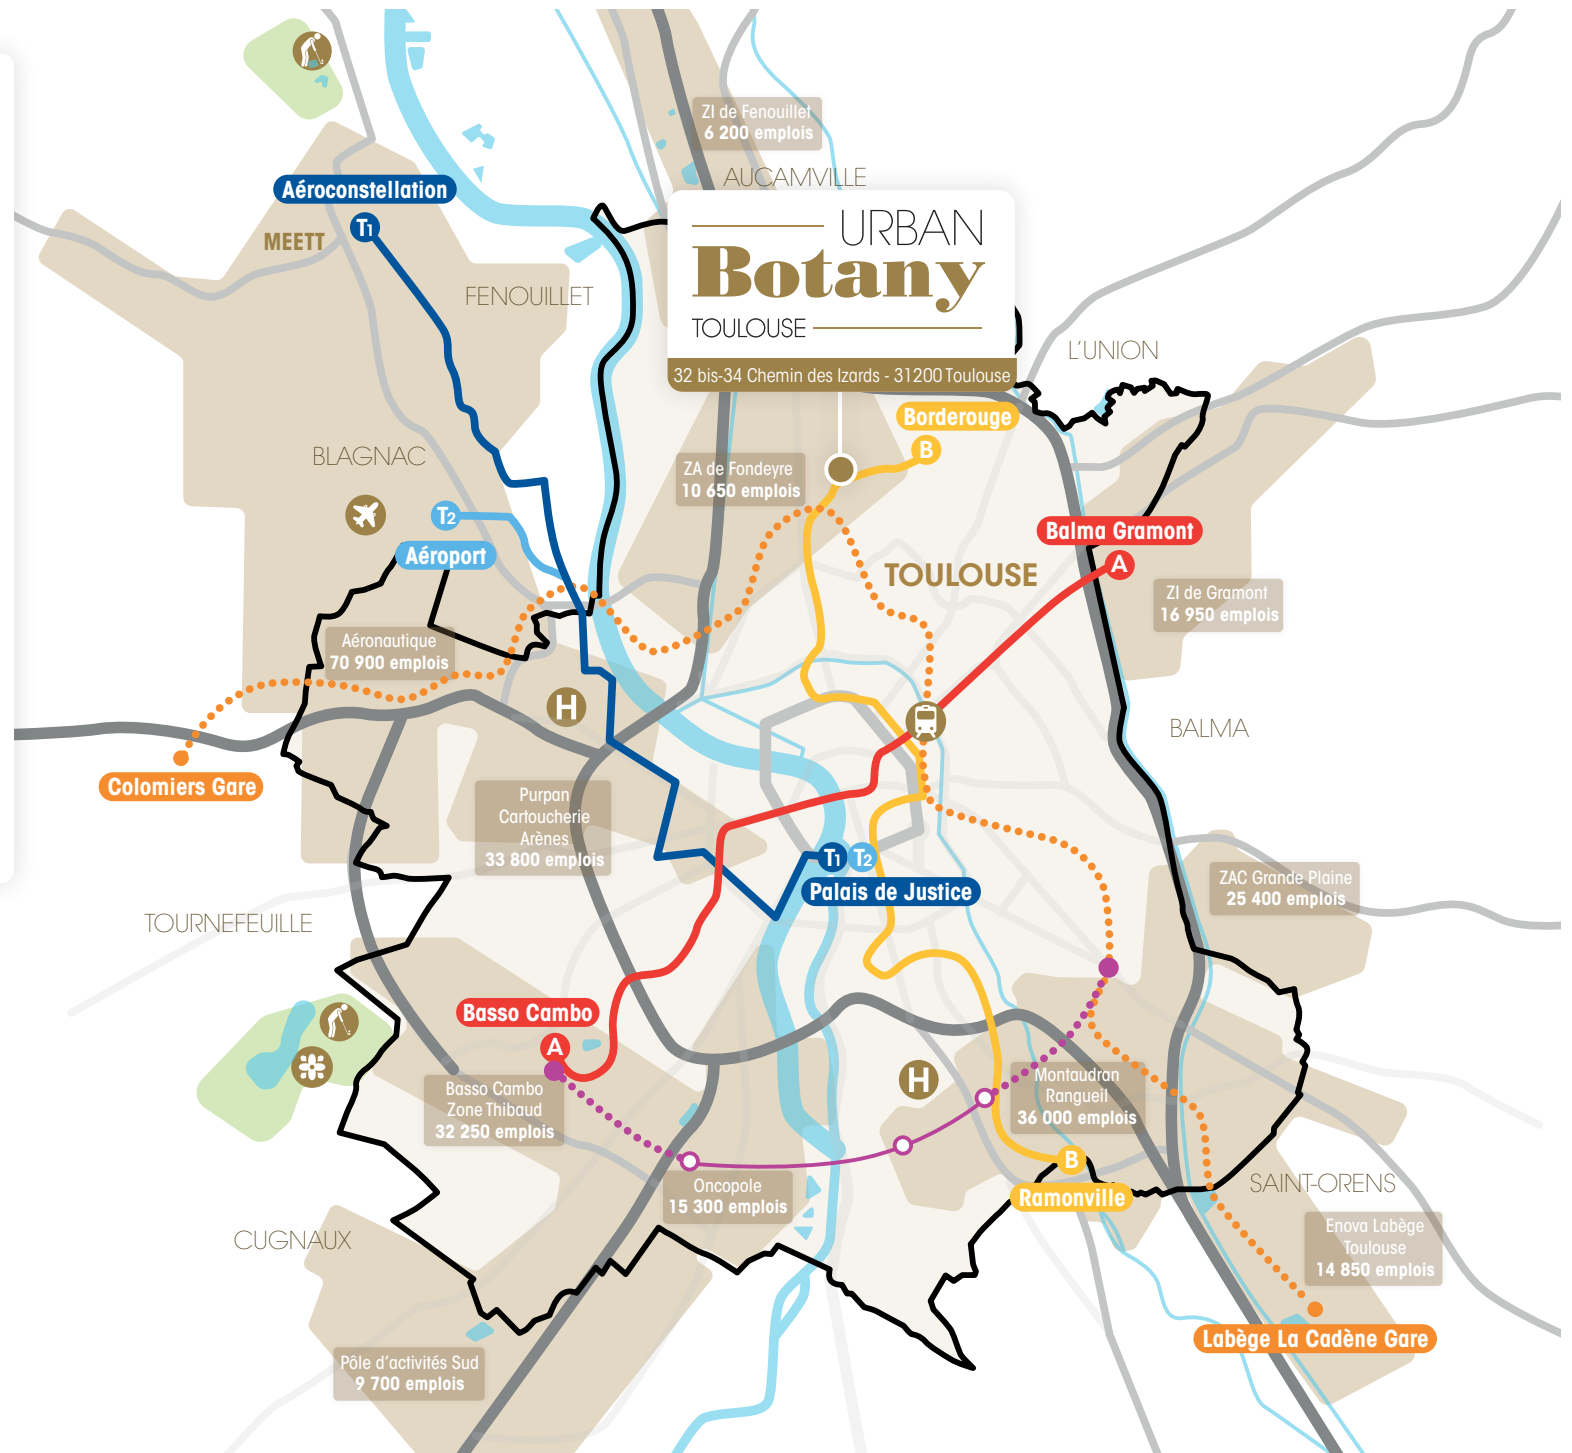 ZI de Fenouillet
6 200 emplois
AUCAMVILLE
Aéroconstellation
T1
MEETT
FENOUILLET
URBAN
Botany
TOULOUSE
32 bis-34 Chemin des Izards - 31200 Toulouse
L'UNION
Borderouge
B
BLAGNAC
ZA de Fondeyre
10 650 emplois
T2
Aéroport
Balma Gramont
A
TOULOUSE
ZI de Gramont
16 950 emplois
Aéronautique
70 900 emplois
H
BALMA
Colomiers Gare
Purpan
Cartoucherie
Arènes
33 800 emplois
T1
T2
Palais de Justice
ZAC Grande Plaine
25 400 emplois
TOURNEFEUILLE
Basso Cambo
A
Basso Cambo
Zone Thibaud
32 250 emplois
H
Montaudran
Rangueil
36 000 emplois
B
Ramonville
Oncopole
15 300 emplois
SAINT-ORENS
CUGNAUX
Enova Labège
Toulouse
14 850 emplois
Labège La Cadène Gare
Pôle d'activités Sud
9 700 emplois